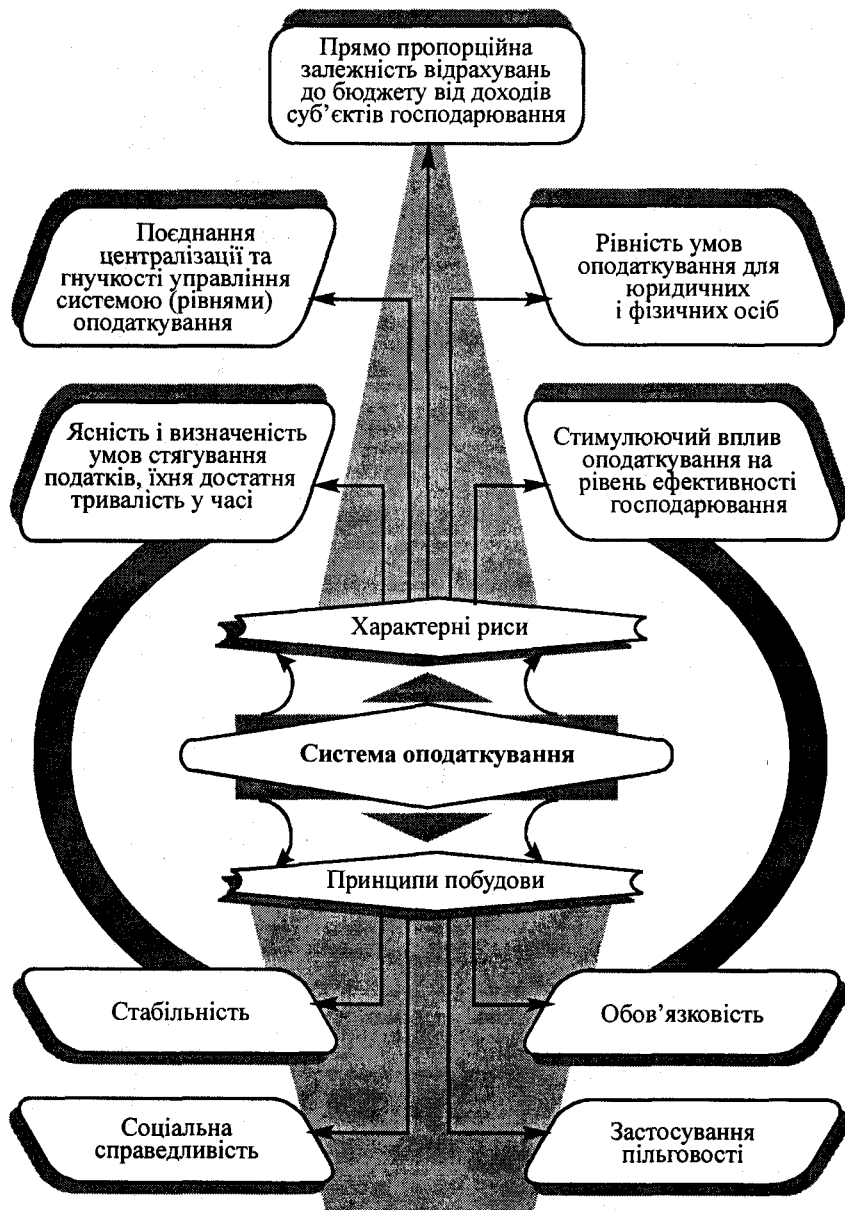 Прямо пропорційна
залежність відрахувань
до бюджету від доходів
суб’єктів господарювання
Поєднання
централізації та
гнучкості управління
системою (рівнями)
оподаткування
Рівність умов
оподаткування для
юридичних
і фізичних осіб
Ясність і визначеність
умов стягування
податків, їхня достатня
тривалість у часі
Стимулюючий вплив
оподаткування на
рівень ефективності
господарювання
Характерні риси
Система оподаткування
Принципи побудови
Стабільність
Обов’язковість
Соціальна
справедливість
Застосування
пільговості